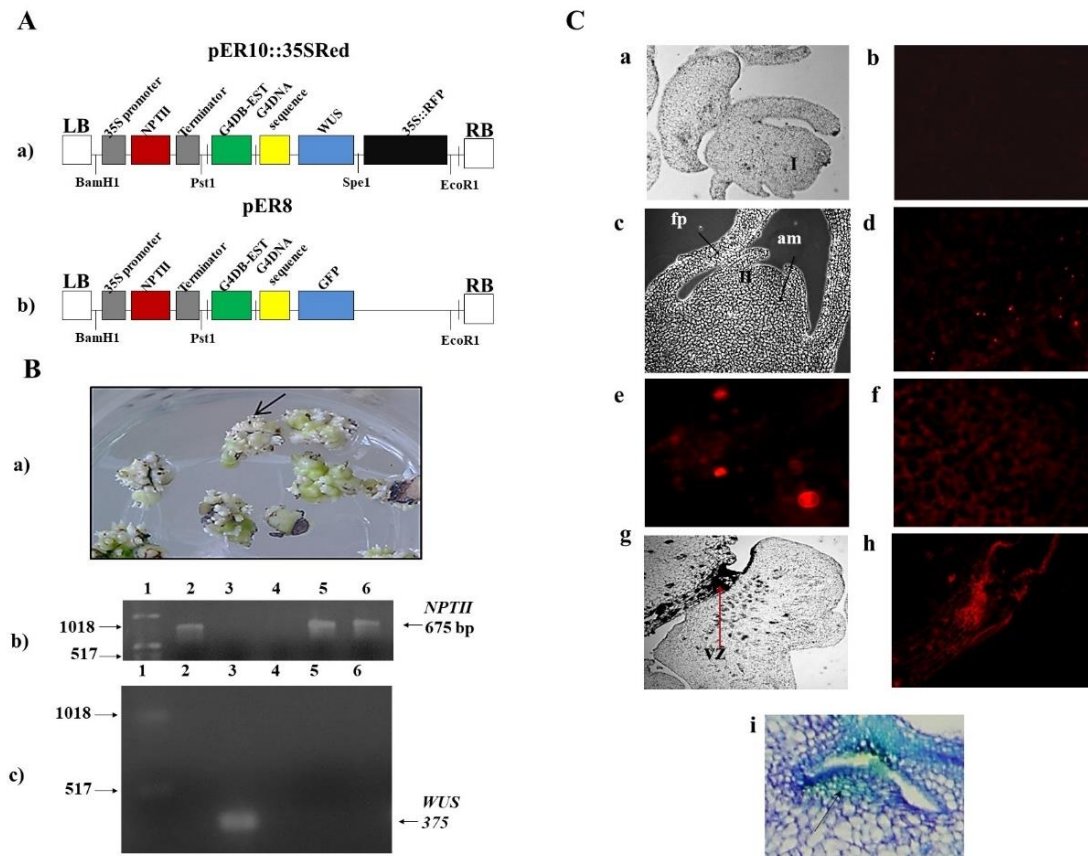 A
pER10::35SRed
35S promoter
NPTII
Terminator
G4DB-EST
G4DNA
sequence
WUS
35S::RFP
LB
RB
a)
BamH1
Pst1
Spe1
EcoR1
pER8
35S promoter
NPTII
Terminator
G4DB-EST
G4DNA
sequence
GFP
LB
RB
b)
BamH1
Pst1
EcoR1
B
a)
1 2 3 4 5 6
b)
1018
517
NPTII
675 bp
1 2 3 4 5 6
c)
1018
517
WUS
375
C
a
I
b
c
fp
am
II
d
e
f
g
VZ
h
i